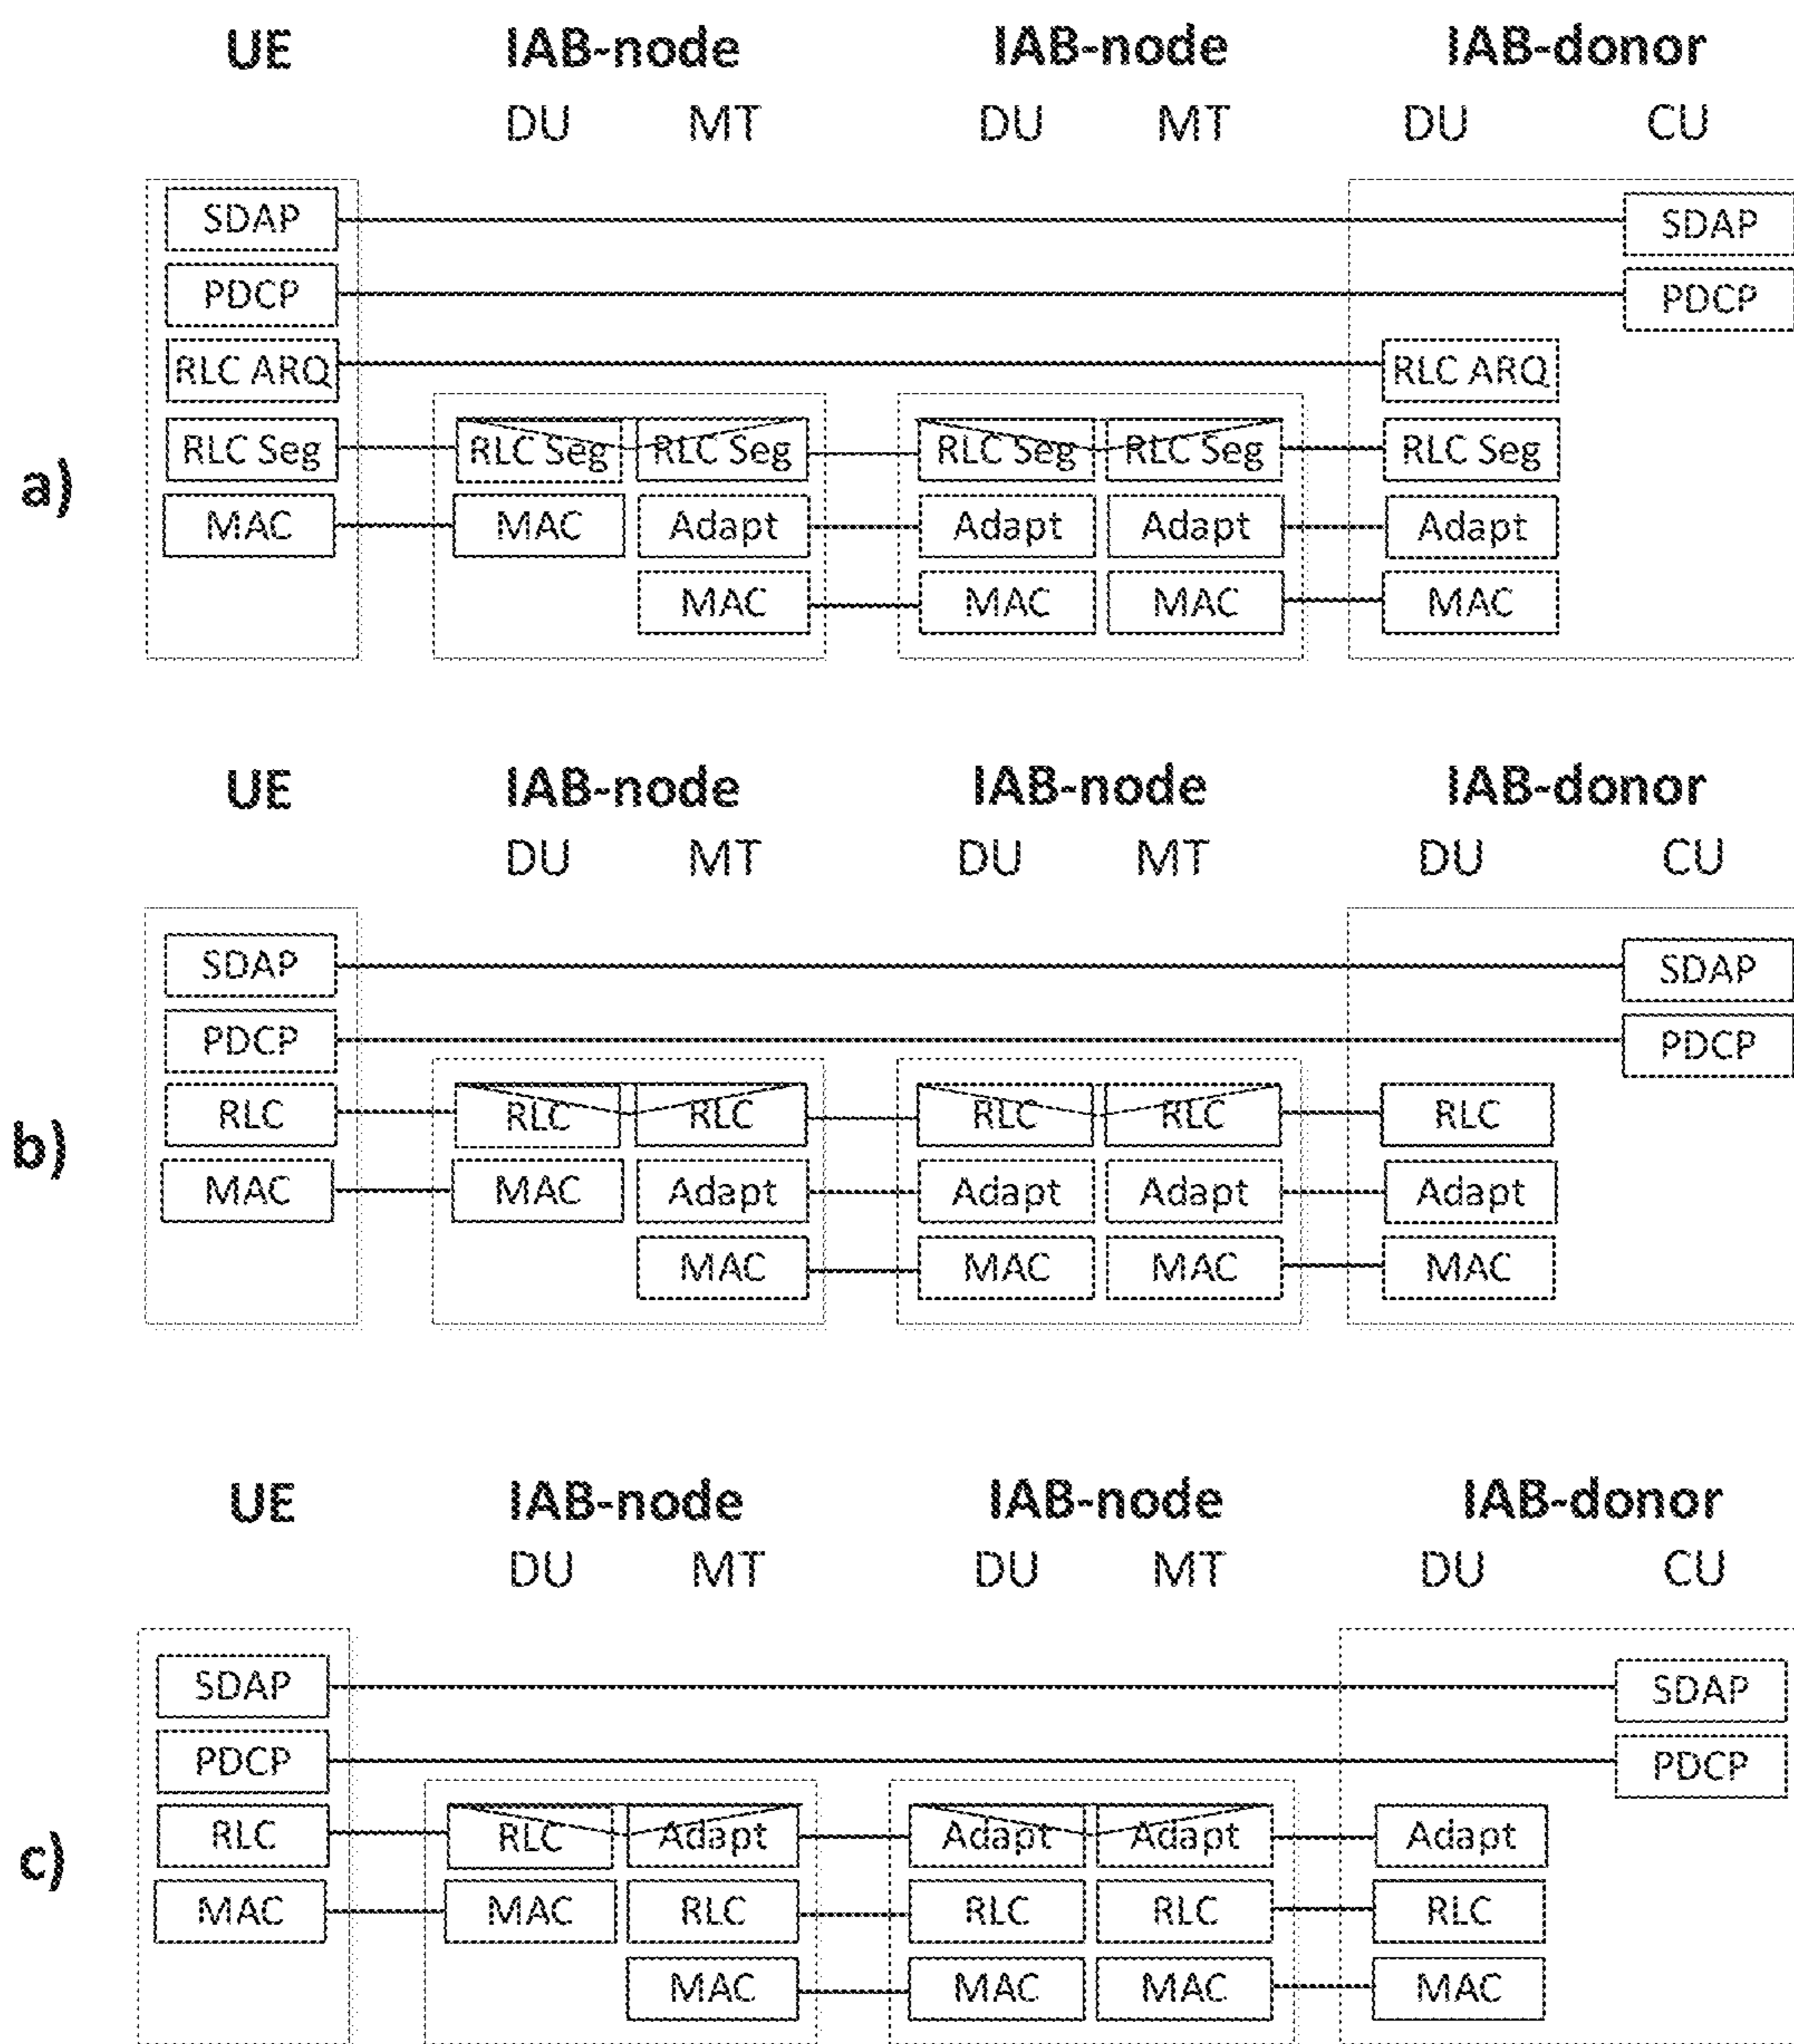 UE IAB-node IAB-node IAB-donor
DU MT DU MT DU CU
SDAP SDAP
PDCP PDCP
RLC ARQ RLC ARQ
RLC Seg RLC Seg RLC Seg RLC Seg RLC Seg RLC Seg
a)
MAC MAC Adapt Adapt Adapt Adapt
MAC MAC MAC MAC
UE IAB-node IAB-node IAB-donor
DU MT DU MT DU CU
SDAP SDAP
PDCP PDCP
RLC RLC RLC RLC RLC RLC
b)
MAC MAC Adapt Adapt Adapt Adapt
MAC MAC MAC MAC
UE IAB-node IAB-node IAB-donor
DU MT DU MT DU CU
SDAP SDAP
PDCP PDCP
RLC RLC Adapt Adapt Adapt Adapt
c)
MAC MAC RLC RLC RLC RLC
MAC MAC MAC MAC